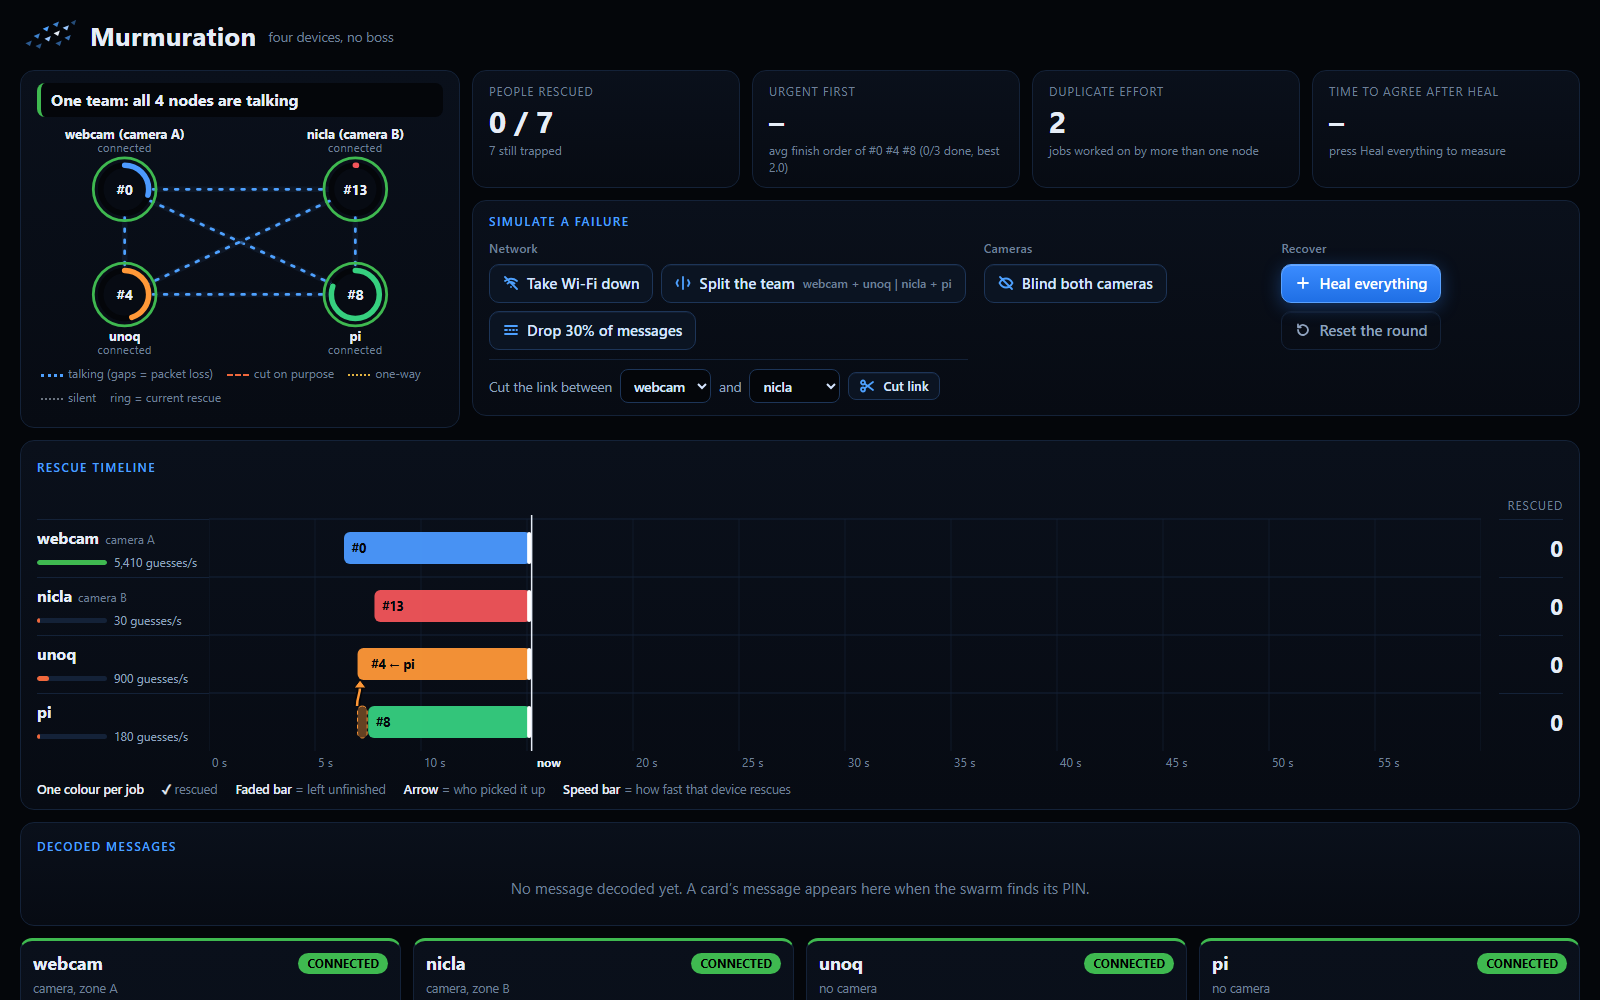 Murmuration four devices, no boss
One team: all 4 nodes are talking
webcam (camera A)
connected
#0
nicla (camera B)
connected
#13
#4
unoq
connected
#8
pi
connected
talking (gaps = packet loss) cut on purpose one-way
silent ring = current rescue
PEOPLE RESCUED
0 / 7
7 still trapped
URGENT FIRST
–
avg finish order of #0 #4 #8 (0/3 done, best
2.0)
DUPLICATE EFFORT
2
jobs worked on by more than one node
TIME TO AGREE AFTER HEAL
–
press Heal everything to measure
SIMULATE A FAILURE
Network
Take Wi-Fi down
Split the team webcam + unoq | nicla + pi
Drop 30% of messages
Cut the link between webcam and nicla Cut link
Cameras
Blind both cameras
Recover
Heal everything
Reset the round
RESCUE TIMELINE
RESCUED
webcam camera A
5,410 guesses/s
#0
0
nicla camera B
30 guesses/s
#13
0
unoq
900 guesses/s
#4 ← pi
0
pi
180 guesses/s
#8
0
0 s 5 s 10 s now 20 s 25 s 30 s 35 s 40 s 45 s 50 s 55 s
One colour per job ✓ rescued Faded bar = left unfinished Arrow = who picked it up Speed bar = how fast that device rescues
DECODED MESSAGES
No message decoded yet. A card's message appears here when the swarm finds its PIN.
webcam CONNECTED
camera, zone A
nicla CONNECTED
camera, zone B
unoq CONNECTED
no camera
pi CONNECTED
no camera